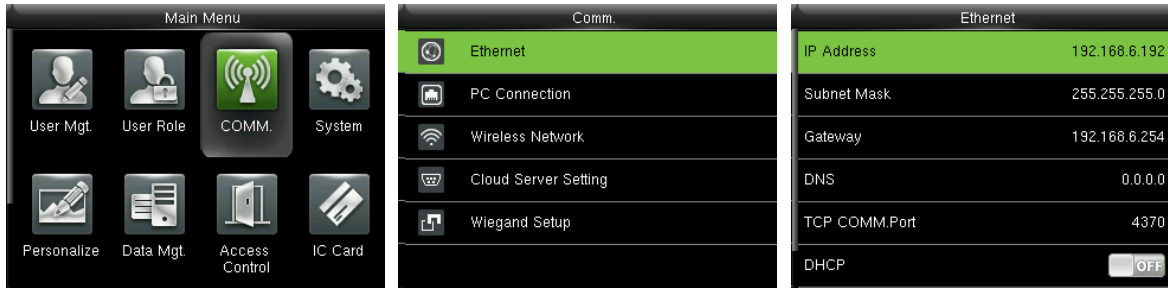 Main Menu
User Mgt.
User Role
COMM.
System
Personalize
Data Mgt.
Access
Control
IC Card
Comm.
Ethernet
PC Connection
Wireless Network
Cloud Server Setting
Wiegand Setup
Ethernet
IP Address 192.168.6.192
Subnet Mask 255.255.255.0
Gateway 192.168.6.254
DNS 0.0.0.0
TCP COMM.Port 4370
DHCP OFF